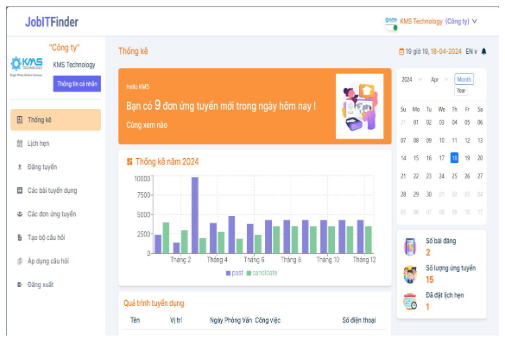 JobITFinder
KMS Technology (Công ty)
"Công ty"
KMS
KMS Technology
Thông tin cá nhân
Thống kê
Lịch hẹn
Đăng tuyển
Các bài tuyển dụng
Các đơn ứng tuyển
Tạo bộ câu hỏi
Áp dụng câu hỏi
Đăng xuất
Thống kê
19 giờ 19, 18-04-2024 EN
Hello KMS
Bạn có 9 đơn ứng tuyển mới trong ngày hôm nay !
Cùng xem nào
Thống kê năm 2024
10000
7500
5000
2500
0
Tháng 2 Tháng 4 Tháng 6 Tháng 8 Tháng 10 Tháng 12
post candidate
Quá trình tuyển dụng
Tên Vị trí Ngày Phỏng Vấn Công việc Số điện thoại
2024 Apr Month
Year
Su Mo Tu We Th Fr Sa
31 01 02 03 04 05 06
07 08 09 10 11 12 13
14 15 16 17 18 19 20
21 22 23 24 25 26 27
28 29 30 01 02 03 04
05 06 07 08 09 10 11
Số bài đăng
2
Số lượng ứng tuyển
15
Đã đặt lịch hẹn
1